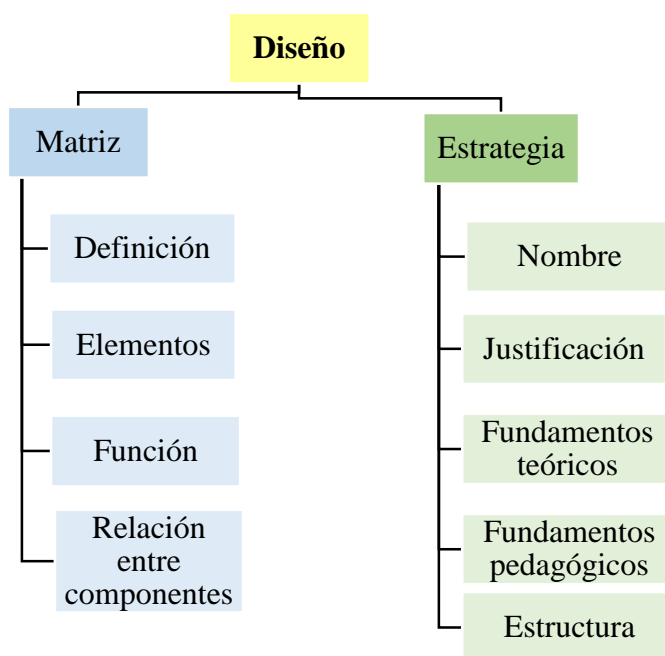 Diseño
Matriz
Definición
Elementos
Función
Relación
entre
componentes
Estrategia
Nombre
Justificación
Fundamentos
teóricos
Fundamentos
pedagógicos
Estructura